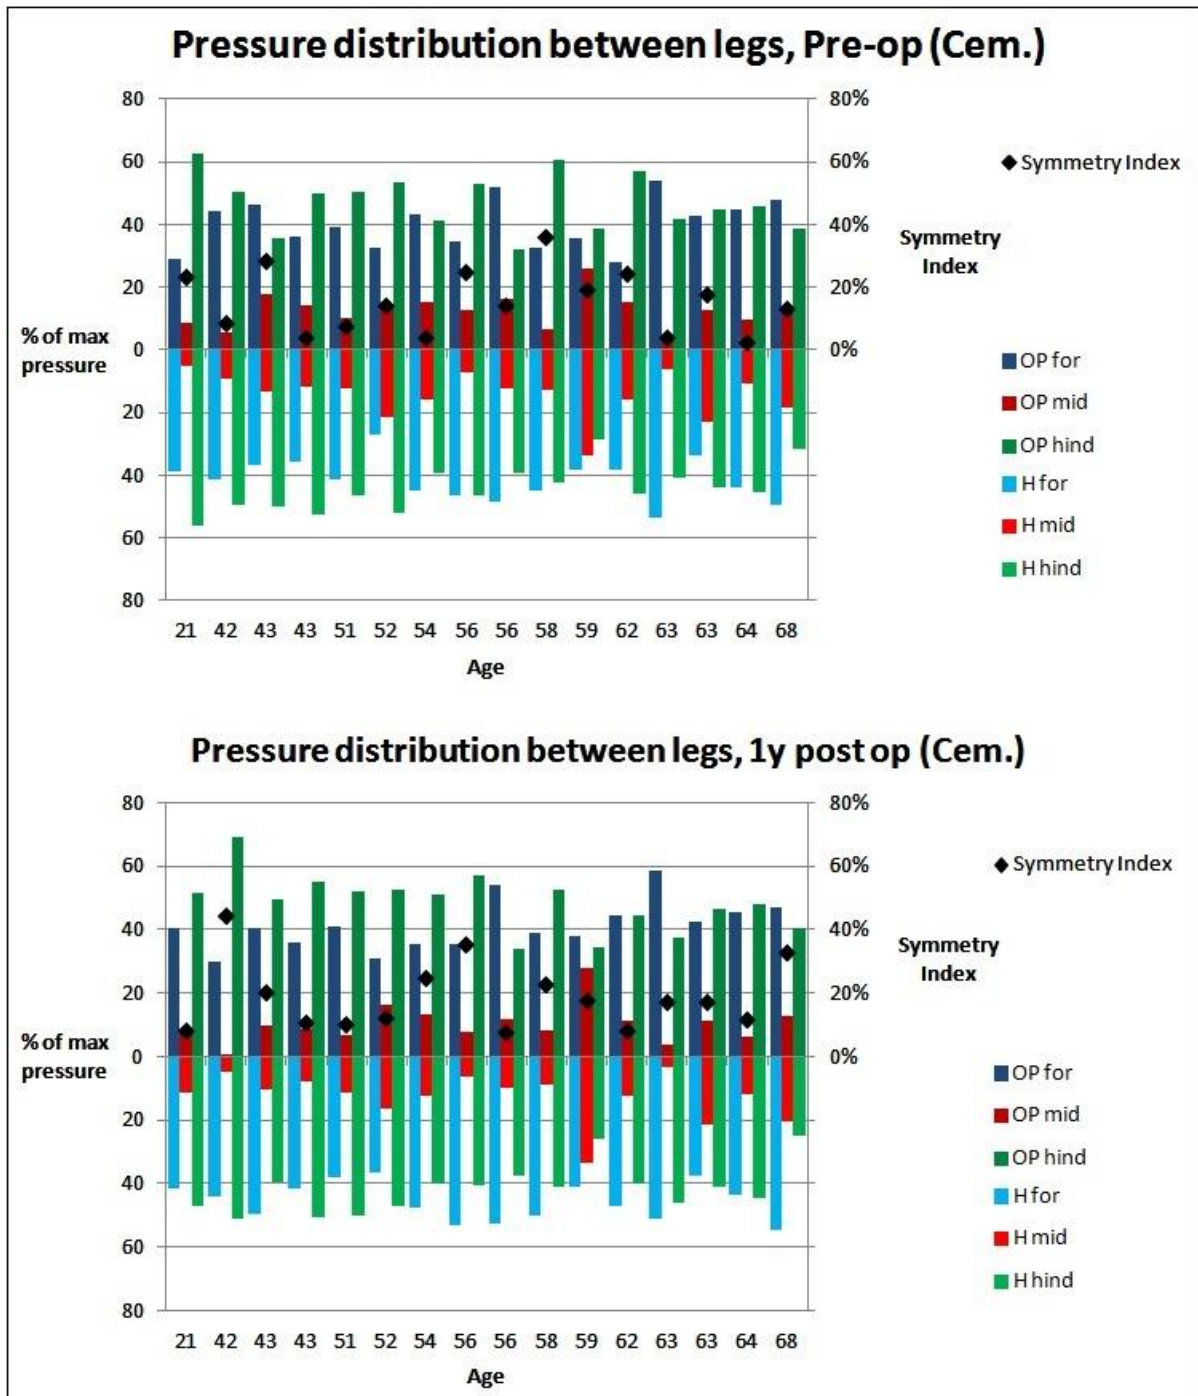 Pressure distribution between legs, Pre-op (Cem.)
80 80%
60 60% Symmetry Index
40 40%
Symmetry
Index
20 20%
% of max
pressure
0 0%
OP for
20
OP mid
OP hind
40
H for
H mid
60
H hind
80
21 42 43 43 51 52 54 56 56 58 59 62 63 63 64 68
Age
Pressure distribution between legs, 1y post op (Cem.)
80 80%
60 60% Symmetry Index
40 40%
Symmetry
Index
20 20%
% of max
pressure
0 0%
OP for
20
OP mid
OP hind
40
H for
H mid
60
H hind
80
21 42 43 43 51 52 54 56 56 58 59 62 63 63 64 68
Age